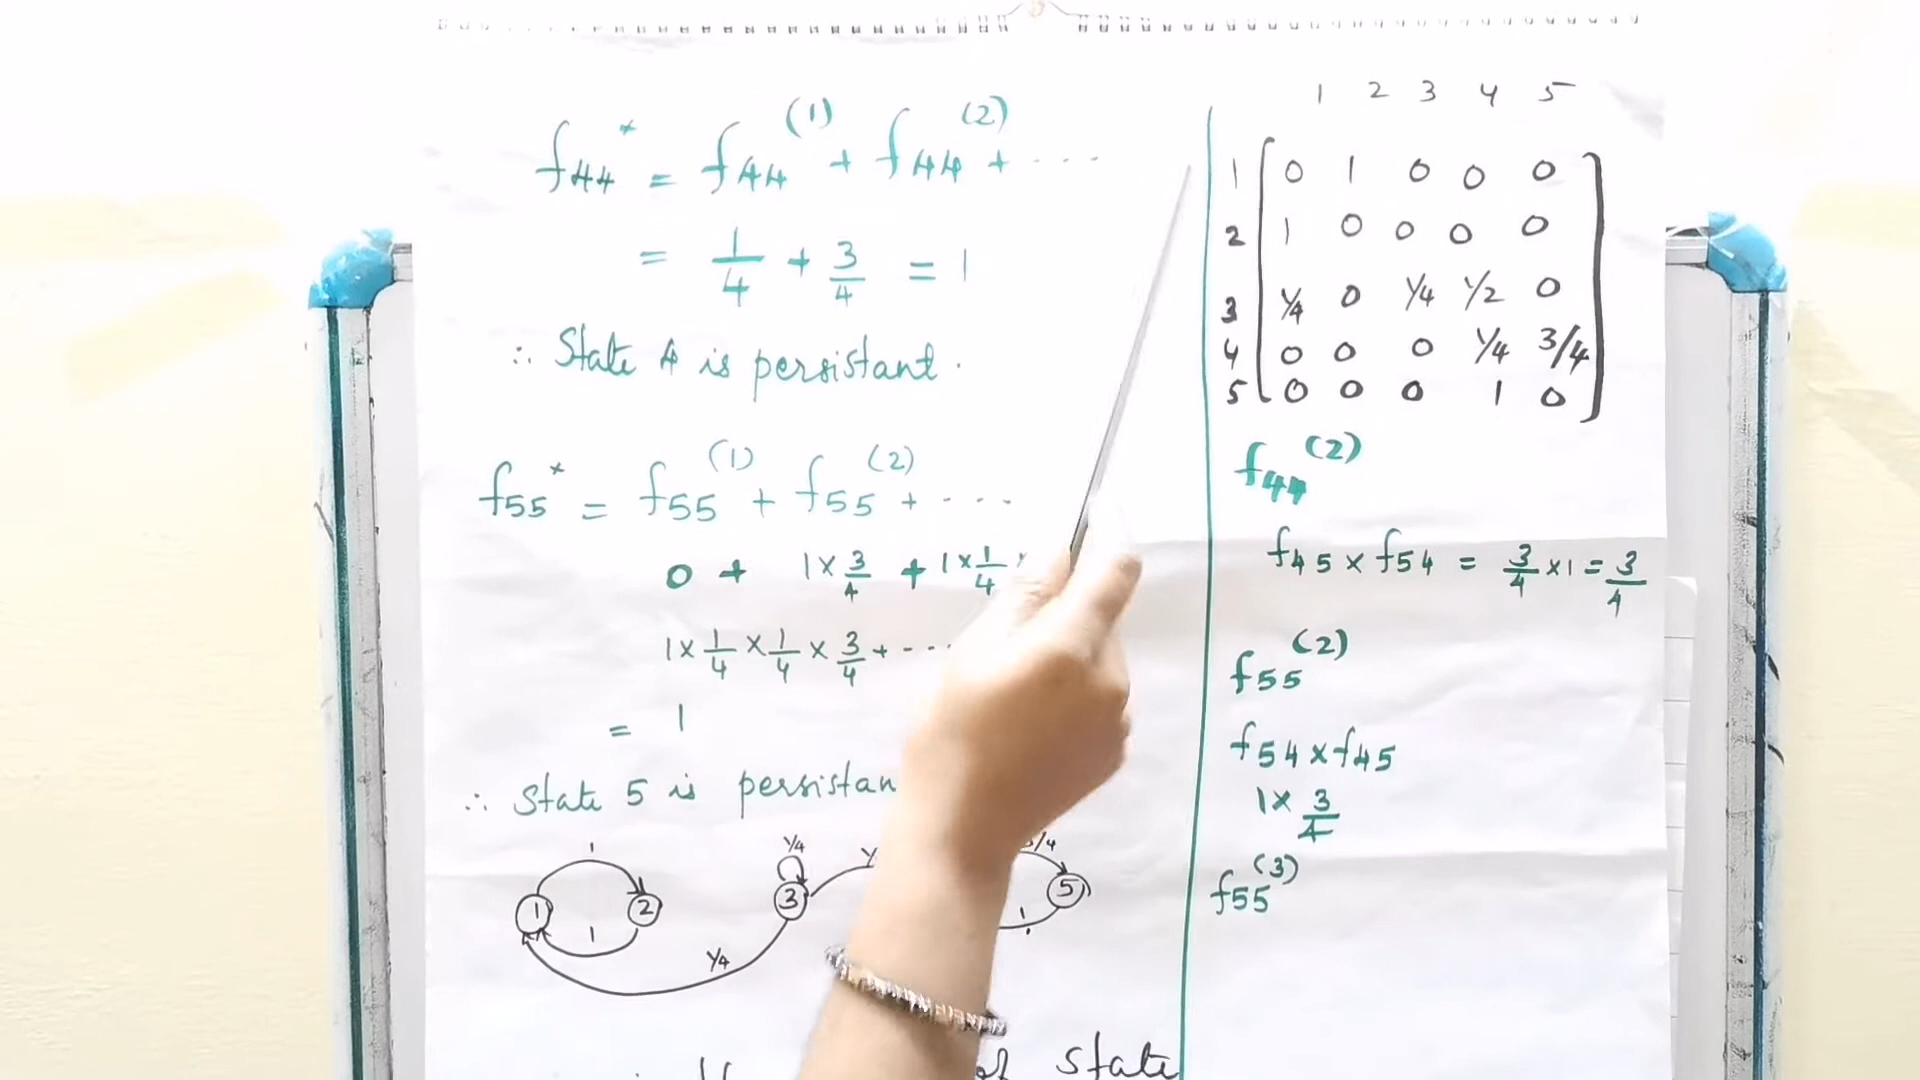 f44* = f44(1) + f44(2) + ...
= 1/4 + 3/4 = 1
∴ State 4 is persistant.
f55* = f55(1) + f55(2) + ...
0 + 1 x 3/4 + 1 x 1/4
1 x 1/4 x 1/4 x 3/4 + ...
= 1
∴ State 5 is
1
1
2
1
1/4
3
1/4
5
1
of state
1 2 3 4 5
1 0 1 0 0 0
2 1 0 0 0 0
3 1/4 0 1/4 1/2 0
4 0 0 0 1/4 3/4
5 0 0 0 1 0
f44(2)
f45 x f54 = 3/4 x 1 = 3/4
f55(2)
f54 x f45
1 x 3/4
f55(3)